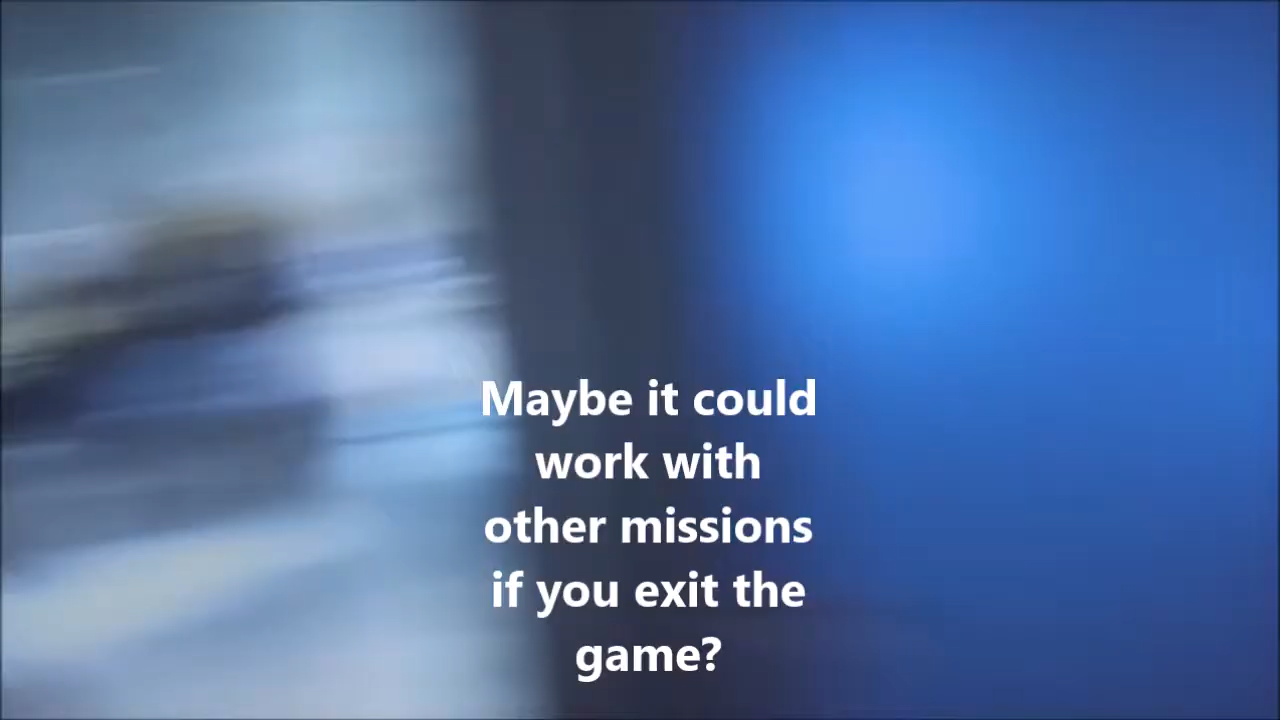 Maybe it could
work with
other missions
if you exit the
game?